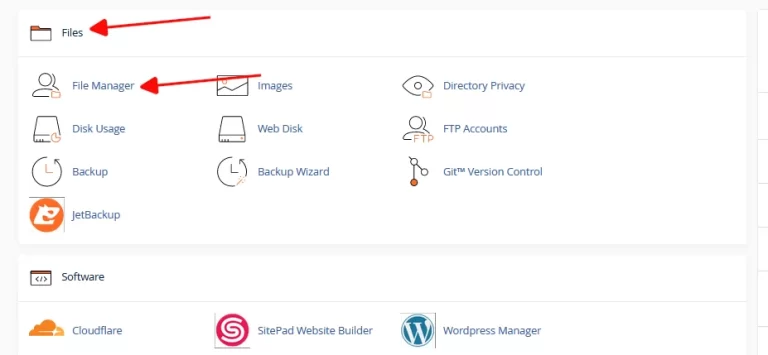 Files
File Manager
Images
Directory Privacy
Disk Usage
Web Disk
FTP Accounts
FTP
Backup
Backup Wizard
Git™ Version Control
JetBackup
Software
Cloudflare
SitePad Website Builder
Wordpress Manager